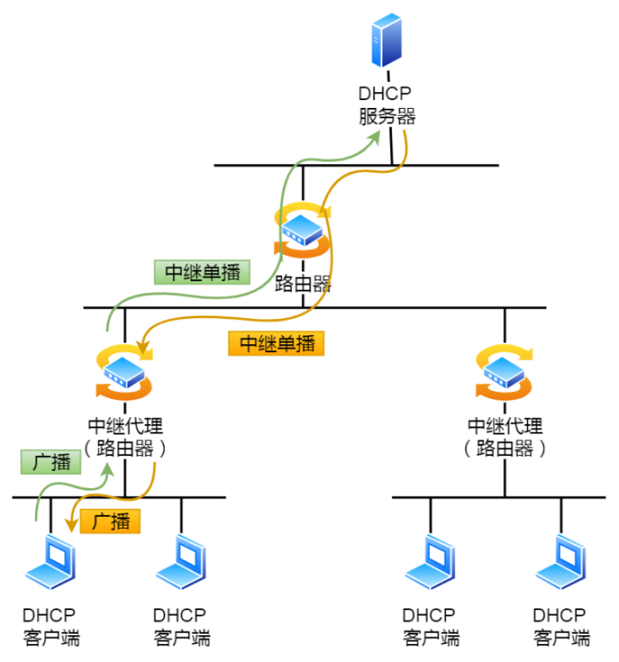 DHCP
服务器
中继单播
路由器
中继单播
中继代理
（路由器）
中继代理
（路由器）
广播
广播
DHCP
客户端
DHCP
客户端
DHCP
客户端
DHCP
客户端